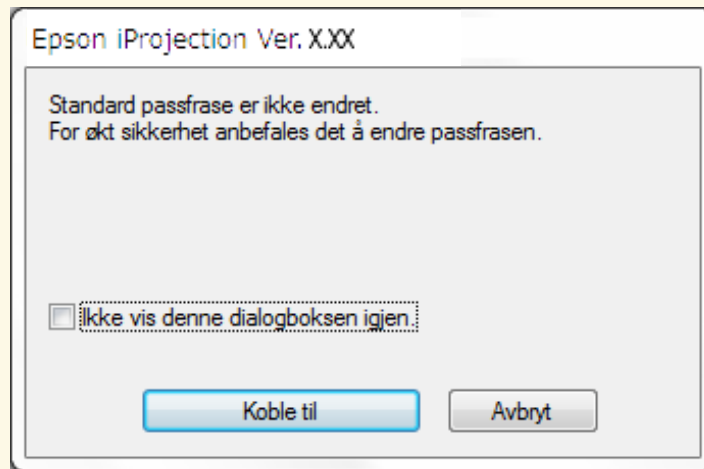 Epson iProjection Ver. X.XX
Standard passfrase er ikke endret.
For økt sikkerhet anbefales det å endre passfrasen.
Ikke vis denne dialogboksen igjen.
Koble til
Avbryt